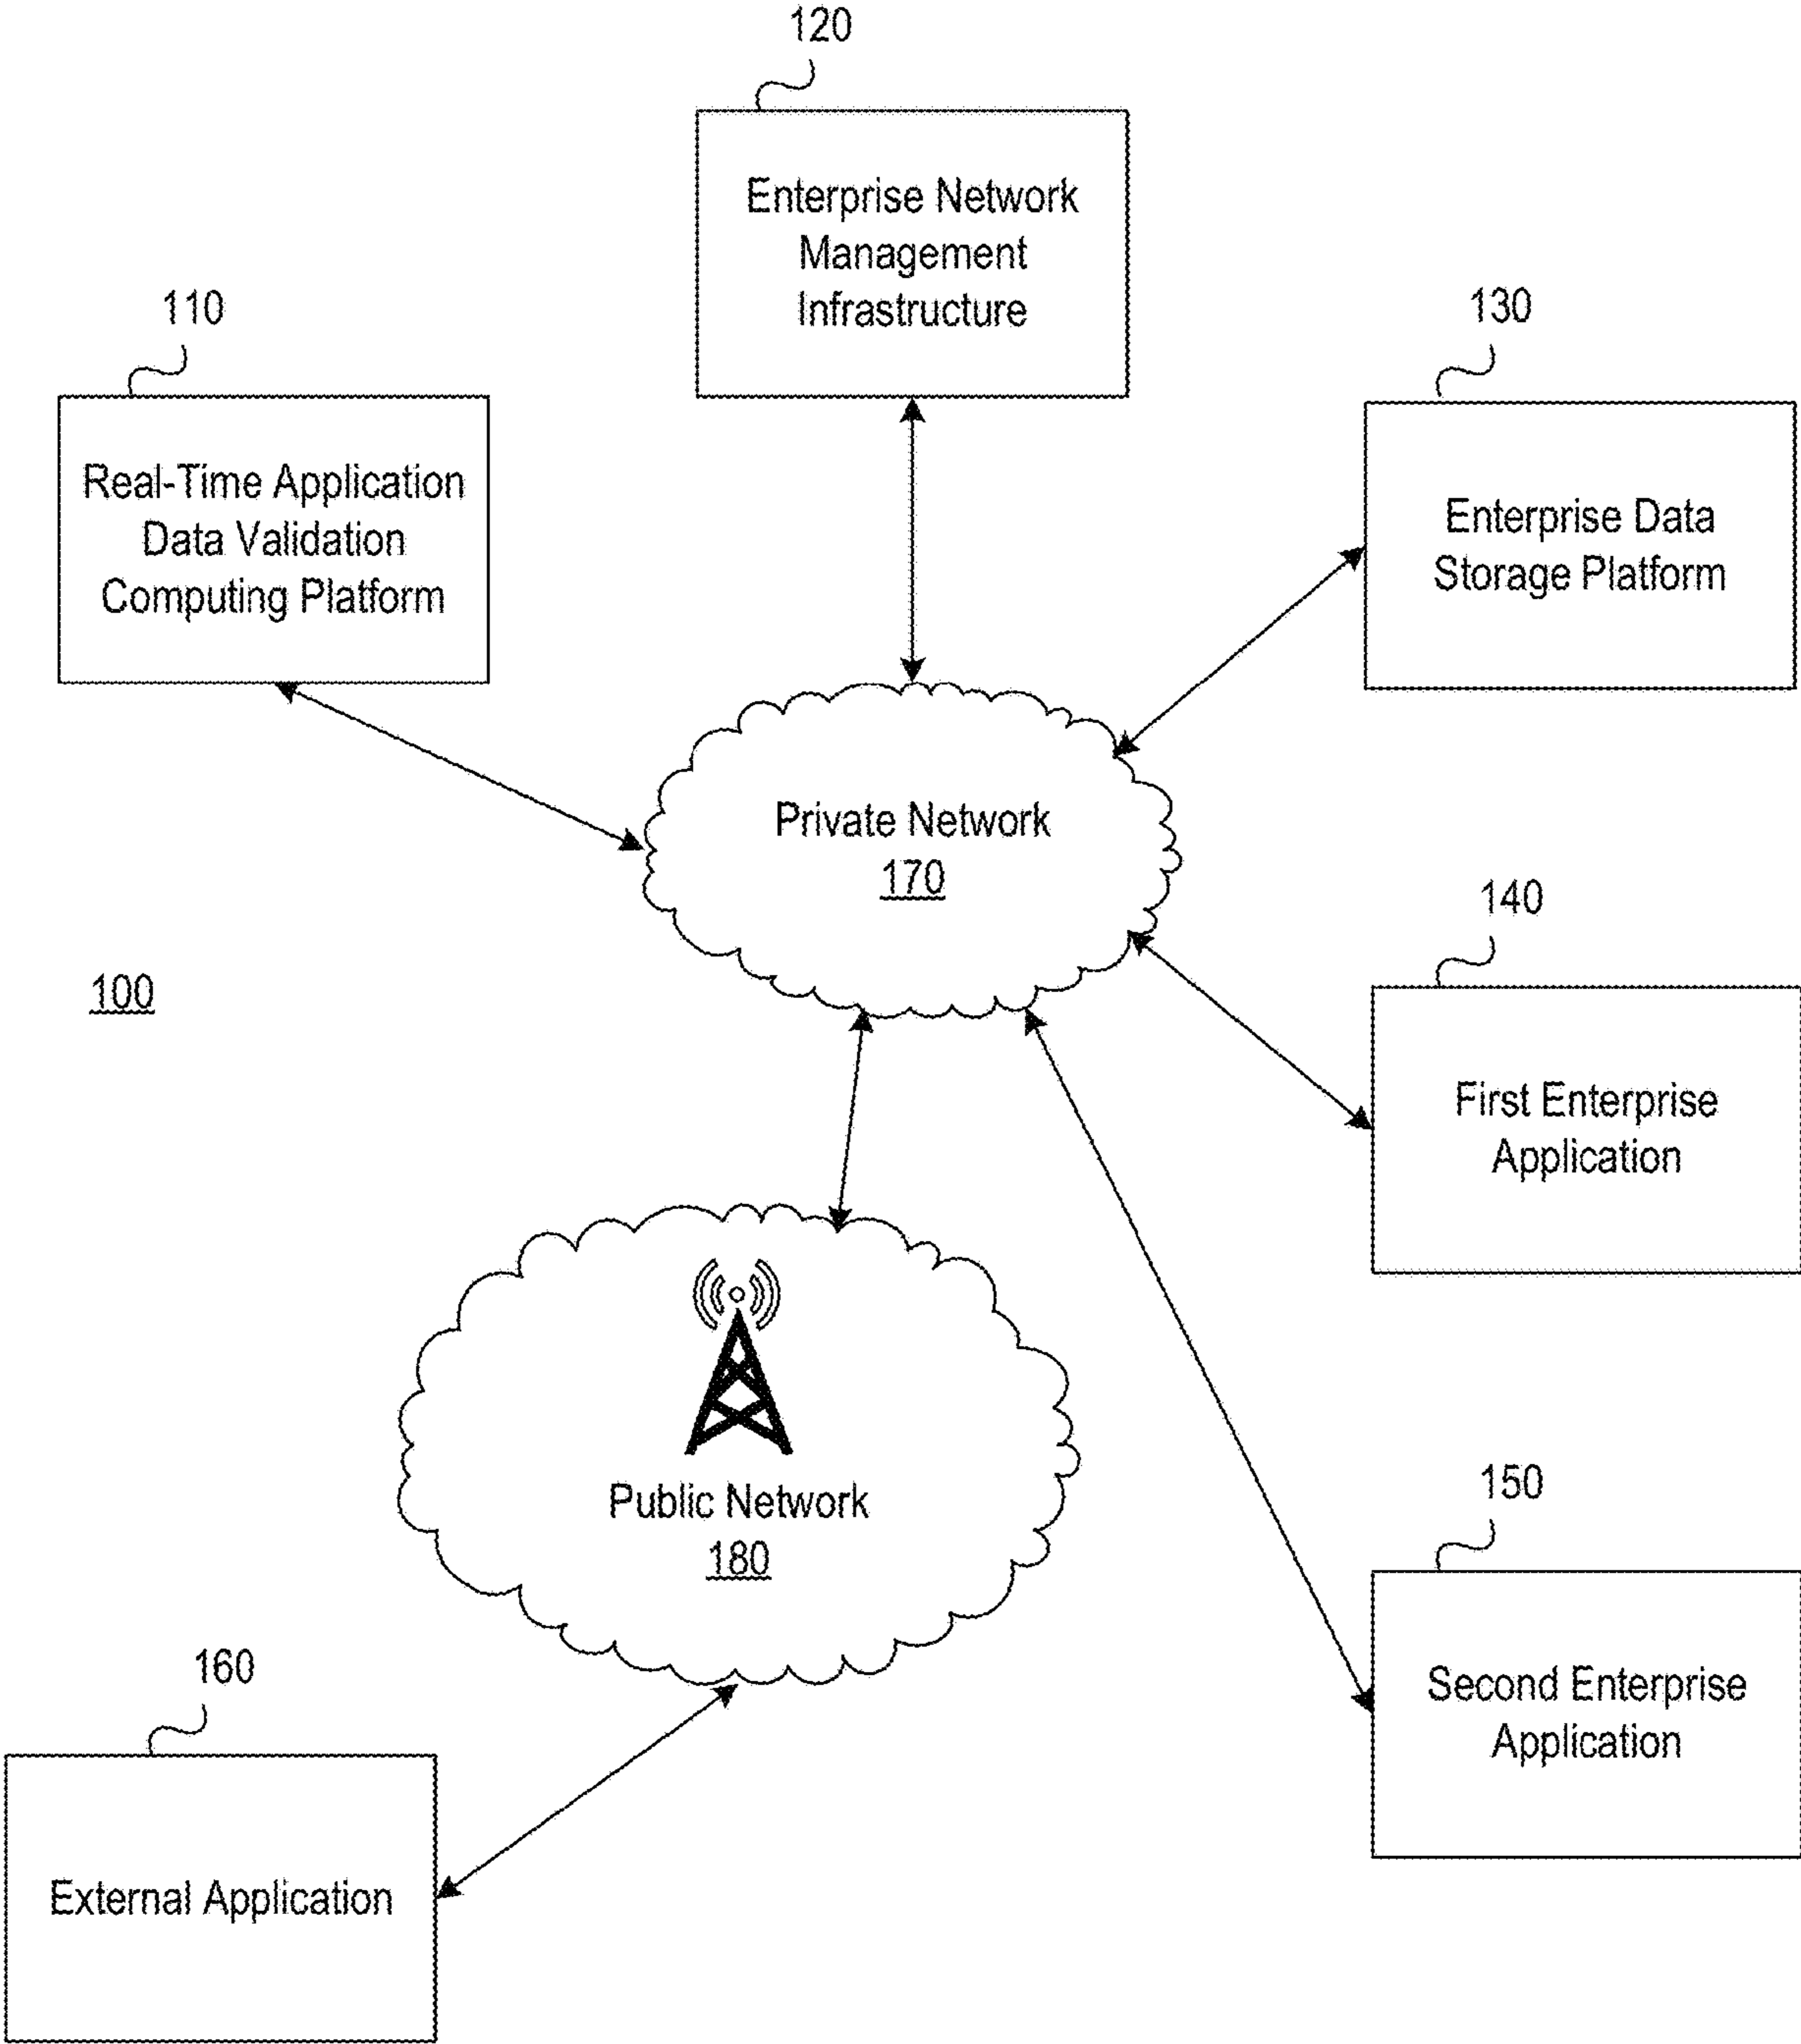 120
Enterprise Network
Management
Infrastructure
110
Real-Time Application
Data Validation
Computing Platform
130
Enterprise Data
Storage Platform
Private Network
170
100
140
First Enterprise
Application
Public Network
180
150
Second Enterprise
Application
160
External Application